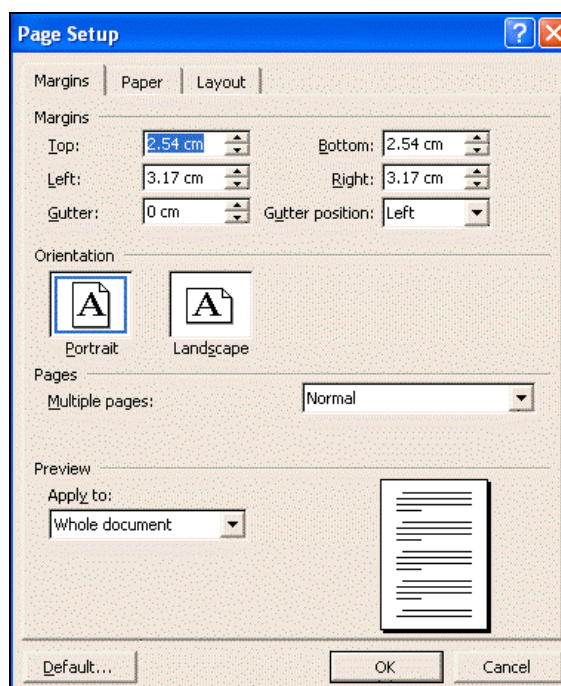 Page Setup
Margins Paper Layout
Margins
Top: 2.54 cm Bottom: 2.54 cm
Left: 3.17 cm Right: 3.17 cm
Gutter: 0 cm Gutter position: Left
Orientation
A A
Portrait Landscape
Pages
Multiple pages: Normal
Preview
Apply to:
Whole document
Default... OK Cancel